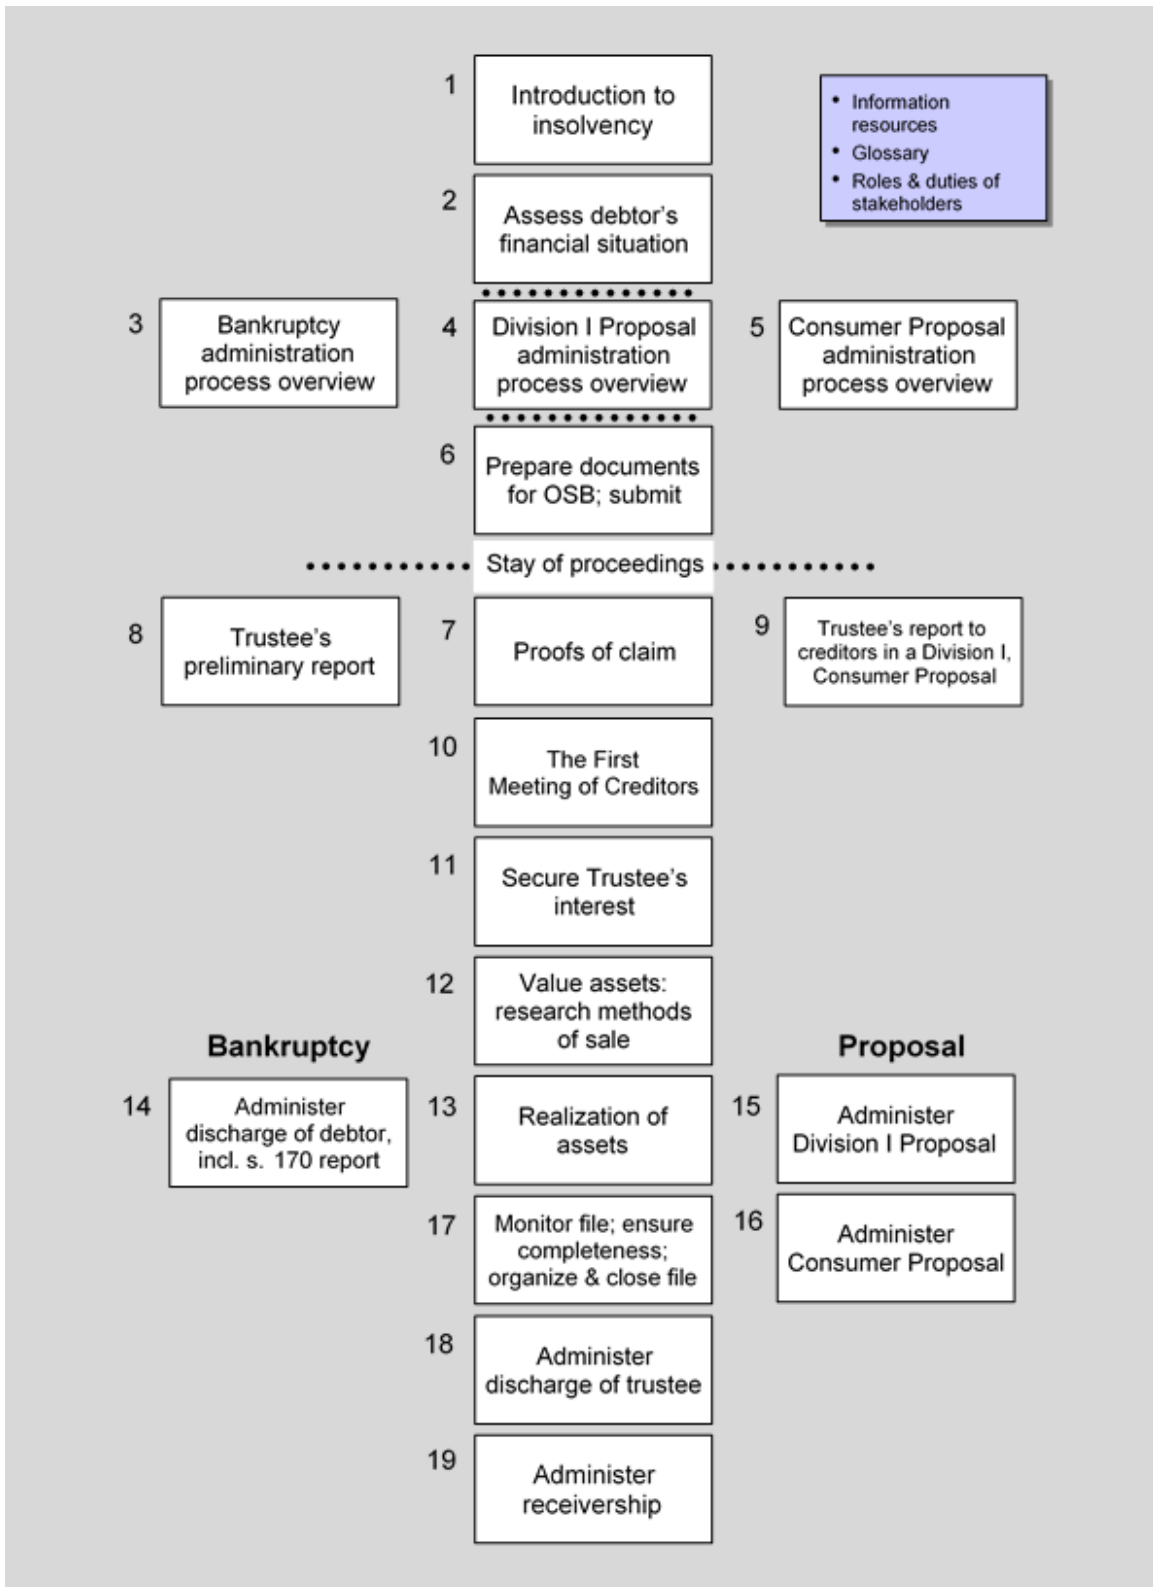 1
Introduction to
insolvency
• Information
resources
• Glossary
• Roles & duties of
stakeholders
2
Assess debtor's
financial situation
3
Bankruptcy
administration
process overview
4
Division I Proposal
administration
process overview
5
Consumer Proposal
administration
process overview
6
Prepare documents
for OSB; submit
Stay of proceedings
8
Trustee's
preliminary report
7
Proofs of claim
9
Trustee's report to
creditors in a Division I,
Consumer Proposal
10
The First
Meeting of Creditors
11
Secure Trustee's
interest
12
Value assets:
research methods
of sale
Bankruptcy
Proposal
14
Administer
discharge of debtor,
incl. s. 170 report
13
Realization of
assets
15
Administer
Division I Proposal
17
Monitor file; ensure
completeness;
organize & close file
16
Administer
Consumer Proposal
18
Administer
discharge of trustee
19
Administer
receivership